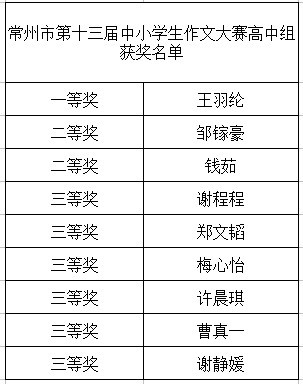 常州市第十三届中小学生作文大赛高中组
获奖名单
一等奖 王羽纶
二等奖 邹镓豪
二等奖 钱茹
三等奖 谢程程
三等奖 郑文韬
三等奖 梅心怡
三等奖 许晨琪
三等奖 曹真一
三等奖 谢静媛